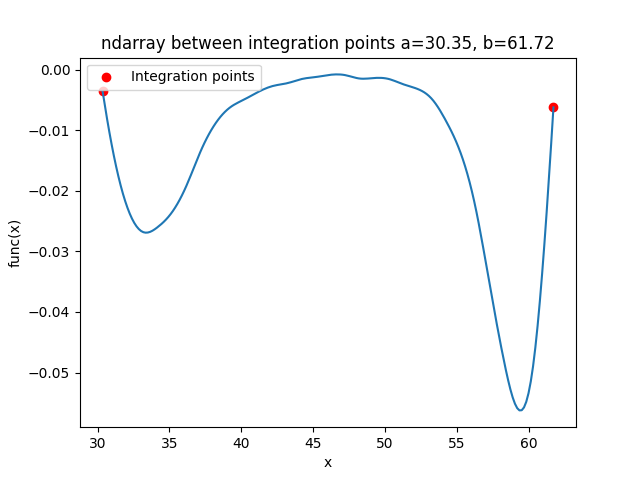 ndarray between integration points a=30.35, b=61.72
Integration points
0.00
−0.01
−0.02
−0.03
−0.04
−0.05
func(x)
30 35 40 45 50 55 60
x